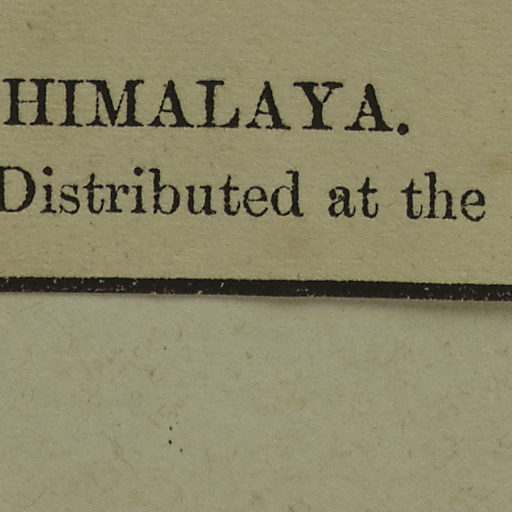 HIMALAYA.
Distributed at the